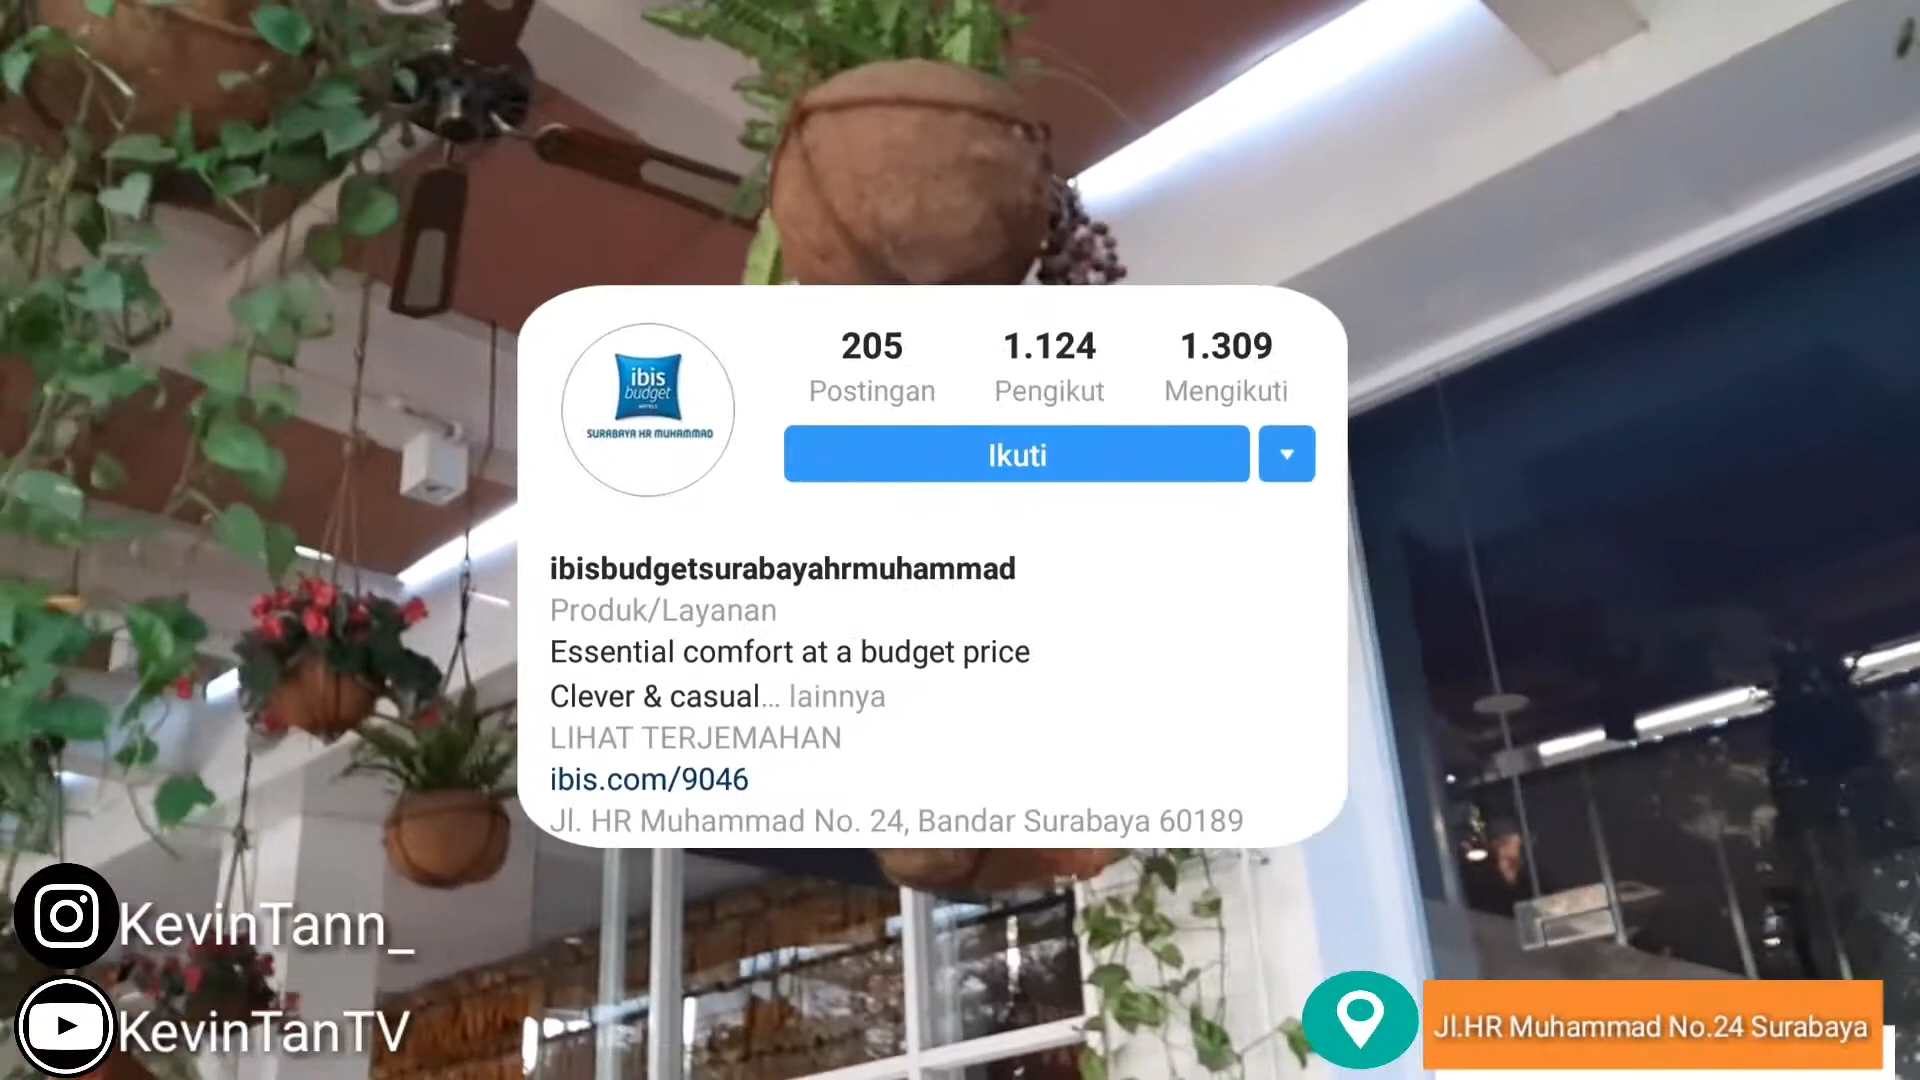 205 1.124 1.309
Postingan Pengikut Mengikuti
ibis
budget
HOTELS
SURABAYA HR MUHAMMAD
Ikuti
ibisbudgetsurabayahrmuhammad
Produk/Layanan
Essential comfort at a budget price
Clever & casual... lainnya
LIHAT TERJEMAHAN
ibis.com/9046
Jl. HR Muhammad No. 24, Bandar Surabaya 60189
KevinTann_
KevinTanTV
Jl.HR Muhammad No.24 Surabaya